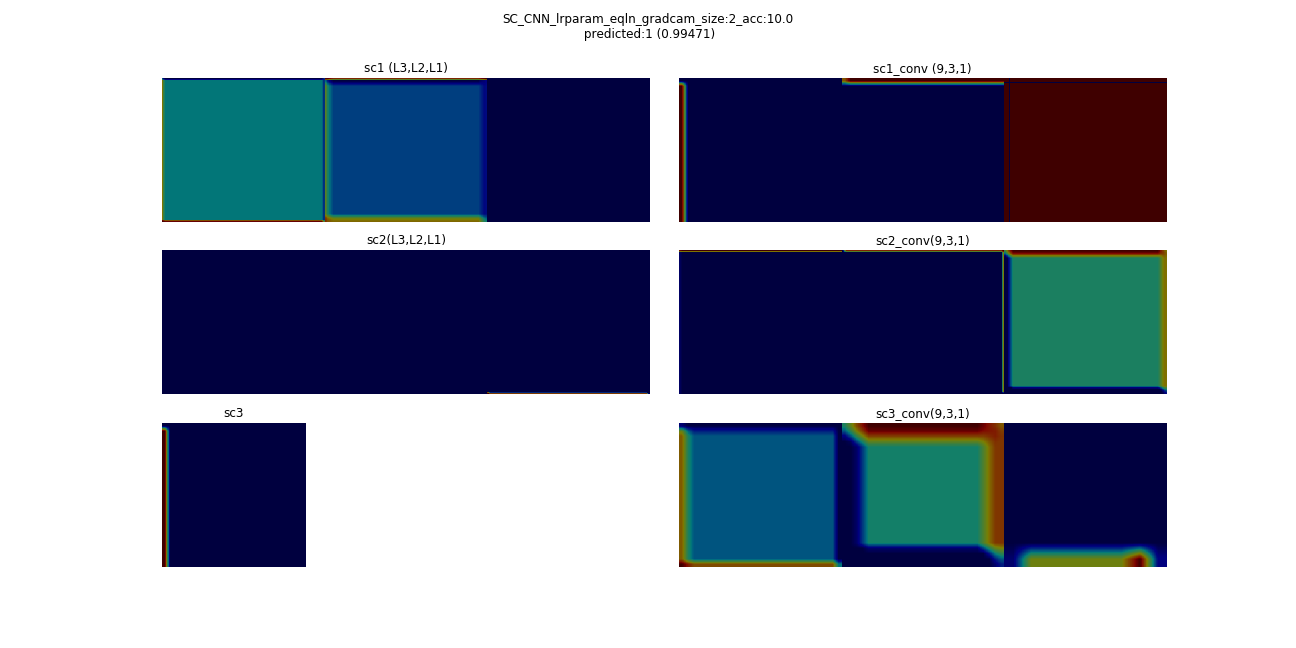 SC_CNN_lrparam_eqln_gradcam_size:2_acc:10.0
predicted:1 (0.99471)
sc1 (L3,L2,L1)
sc1_conv (9,3,1)
sc2(L3,L2,L1)
sc2_conv(9,3,1)
sc3
sc3_conv(9,3,1)